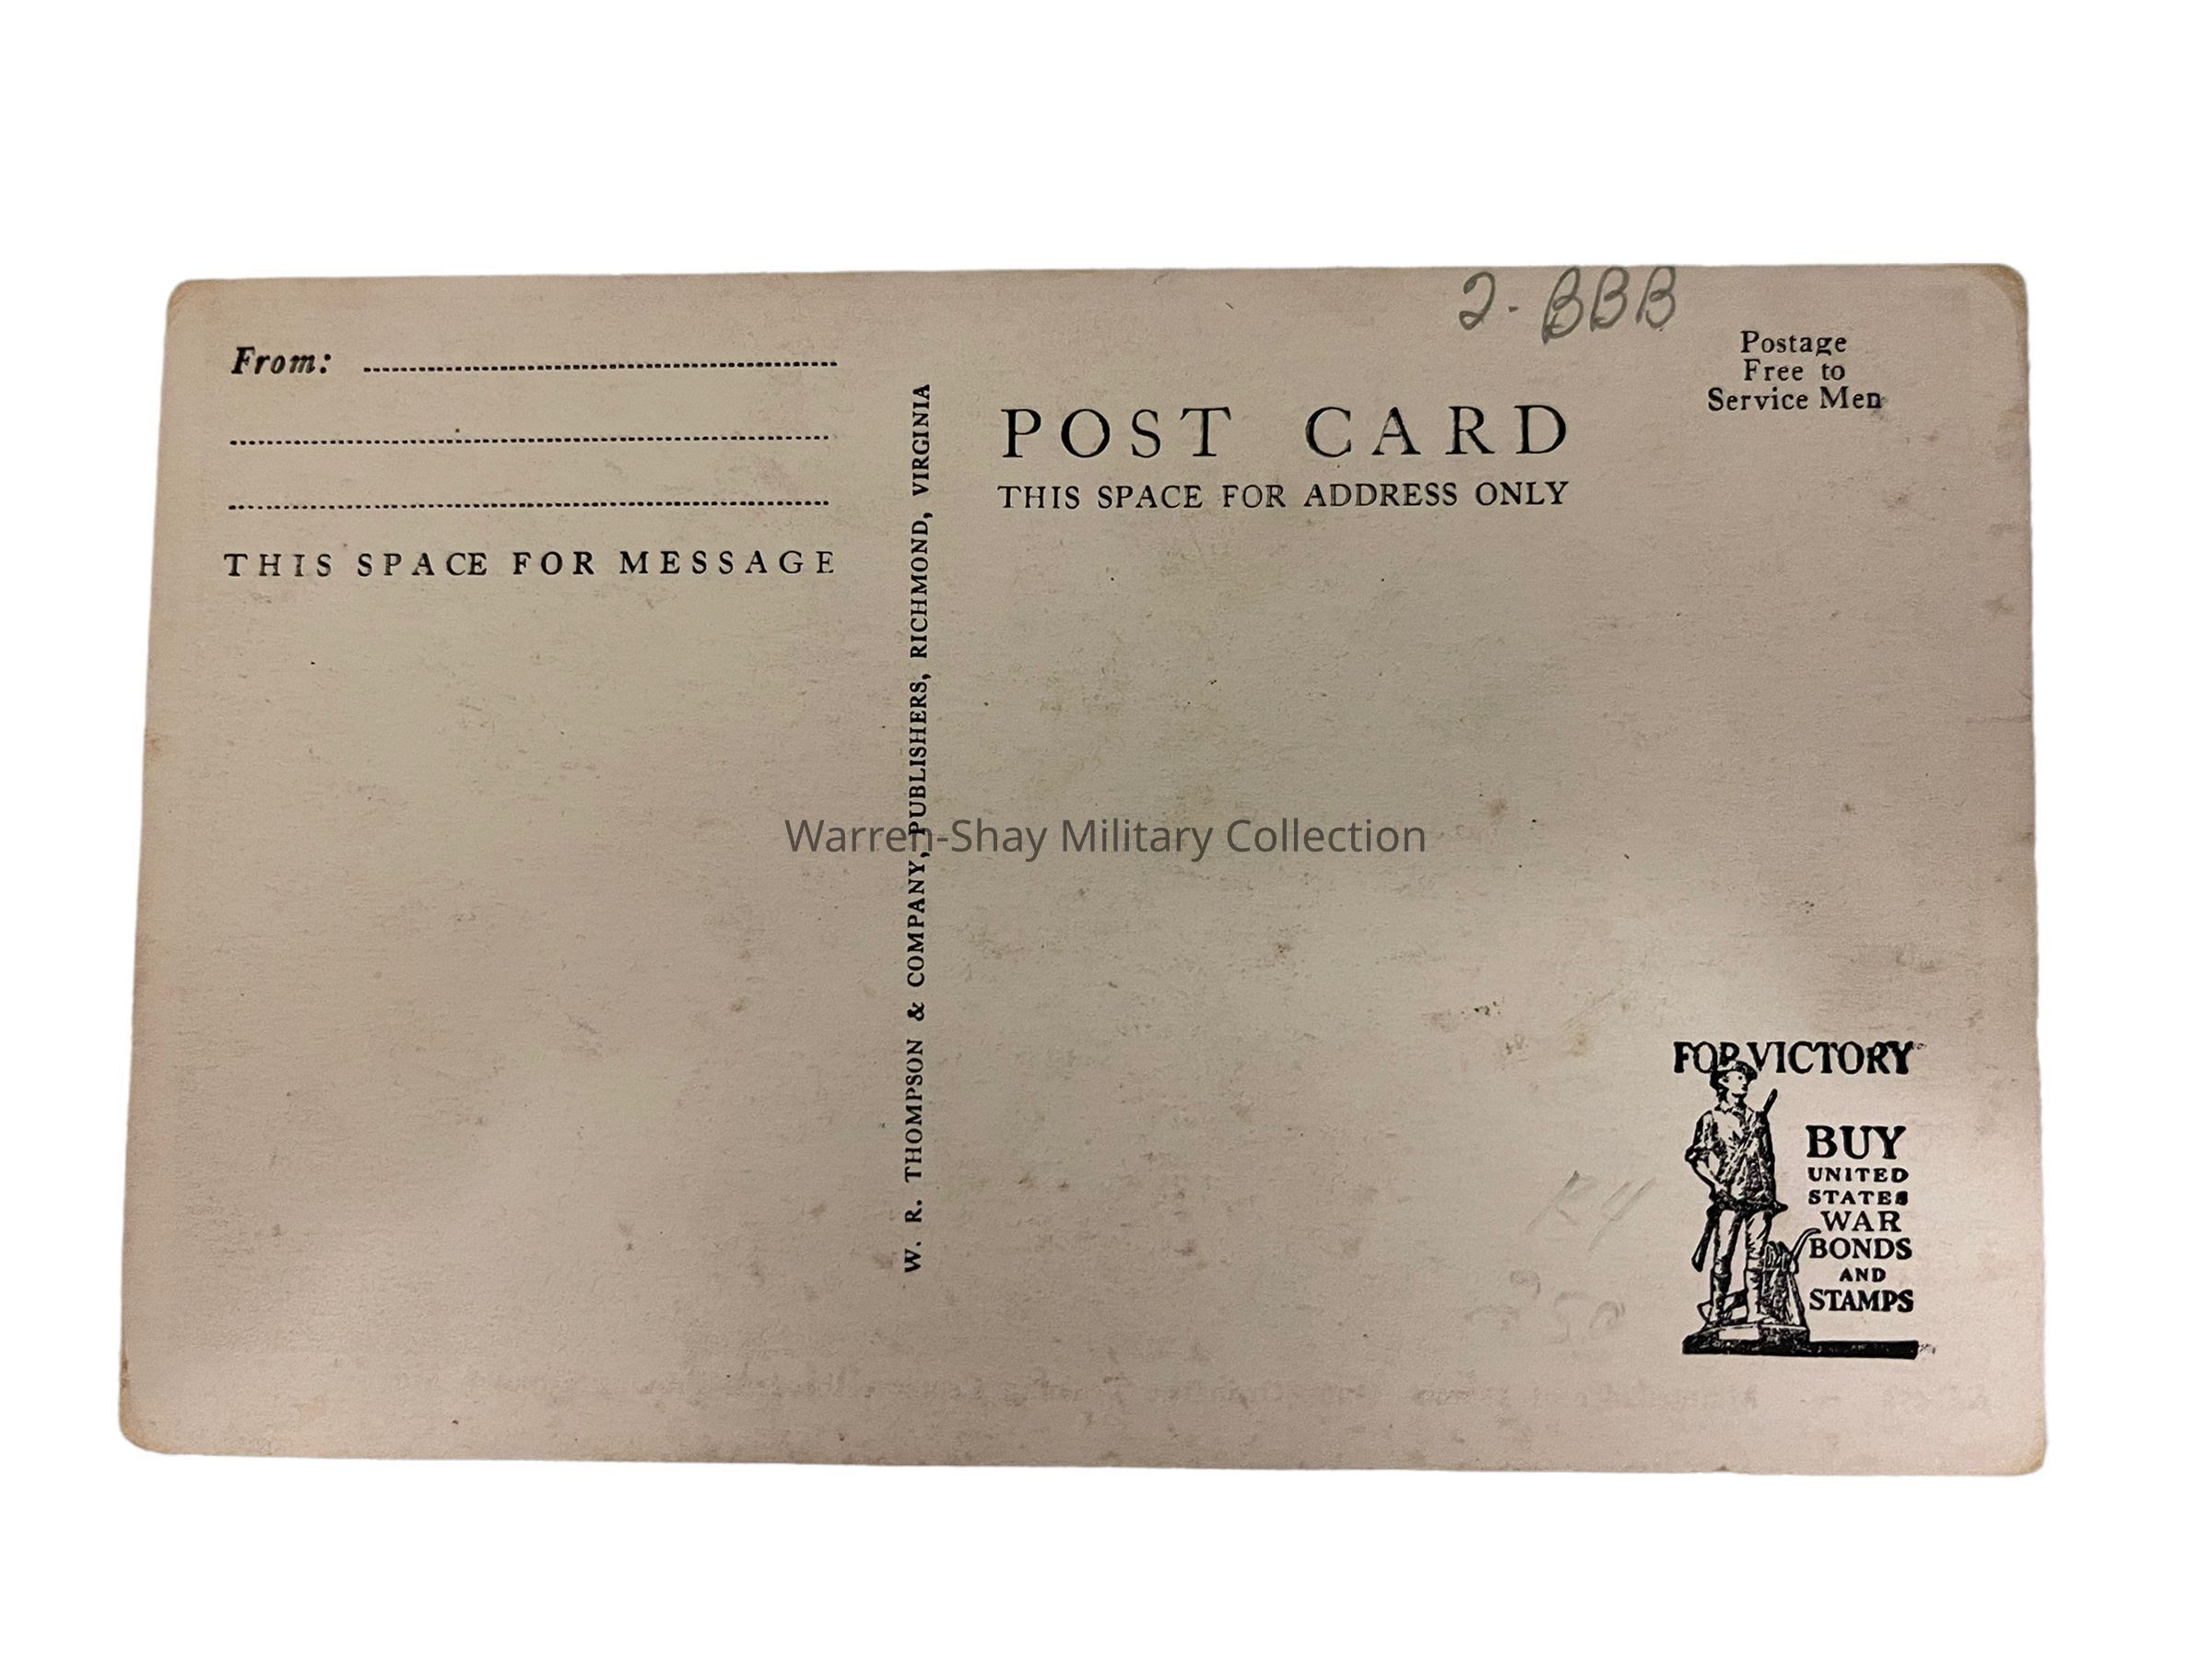 2-BBB
From:
THIS SPACE FOR MESSAGE
W. R. THOMPSON & COMPANY, PUBLISHERS, RICHMOND, VIRGINIA
POST CARD
THIS SPACE FOR ADDRESS ONLY
Postage
Free to
Service Men
Warren-Shay Military Collection
R4
FOR VICTORY
BUY
UNITED
STATES
WAR
BONDS
AND
STAMPS